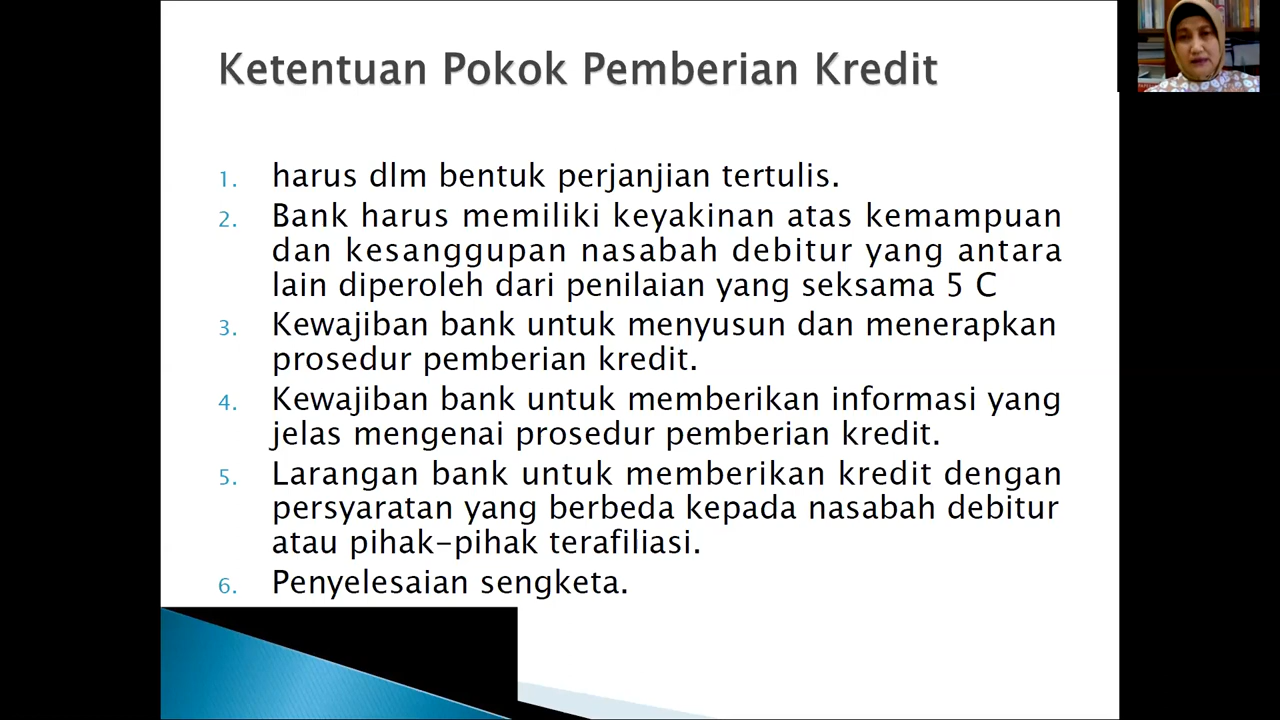 Ketentuan Pokok Pemberian Kredit
1. harus dlm bentuk perjanjian tertulis.
2. Bank harus memiliki keyakinan atas kemampuan
dan kesanggupan nasabah debitur yang antara
lain diperoleh dari penilaian yang seksama 5 C
3. Kewajiban bank untuk menyusun dan menerapkan
prosedur pemberian kredit.
4. Kewajiban bank untuk memberikan informasi yang
jelas mengenai prosedur pemberian kredit.
5. Larangan bank untuk memberikan kredit dengan
persyaratan yang berbeda kepada nasabah debitur
atau pihak-pihak terafiliasi.
6. Penyelesaian sengketa.